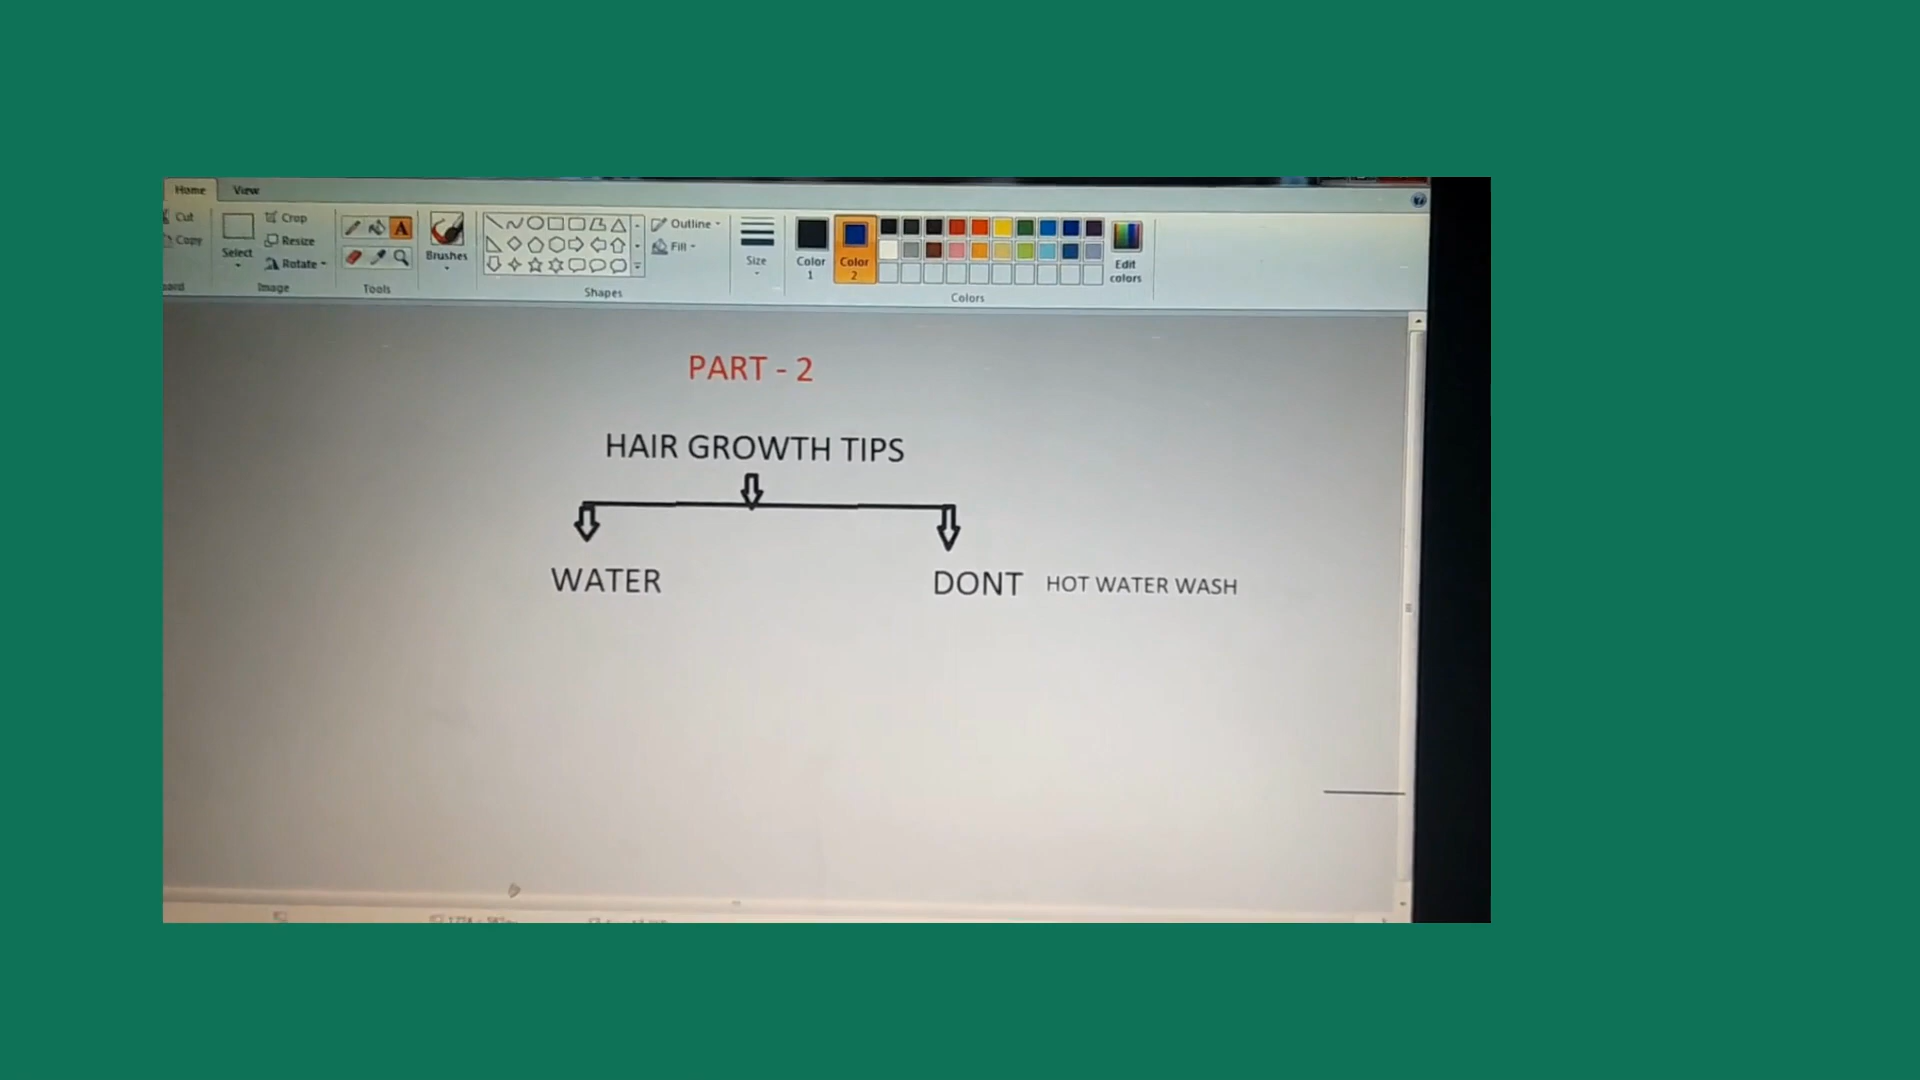 Home View
Cut
Copy
Select
Crop
Resize
Rotate
Image
Tools
Brushes
Shapes
Outline
Fill
Size
Color 1
Color 2
Colors
Edit colors
PART - 2
HAIR GROWTH TIPS
WATER DONT HOT WATER WASH